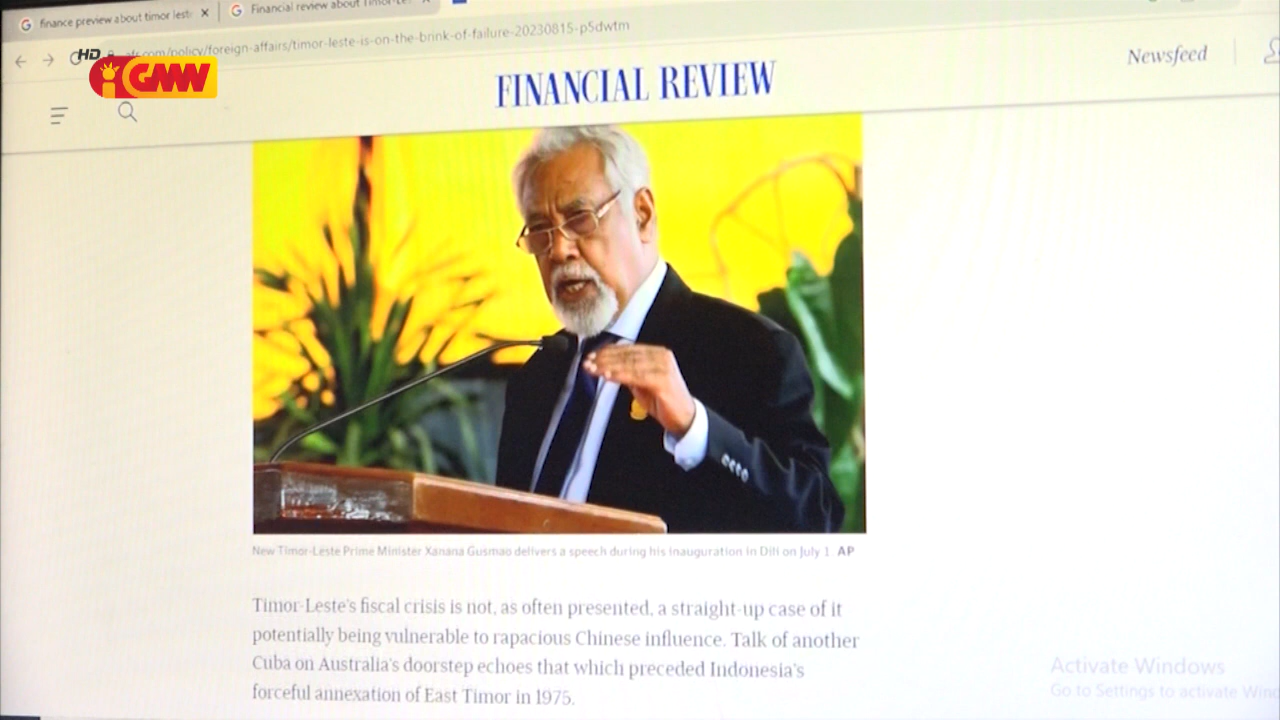 finance preview about timor lest
Financial review about Timor-Le
afr.com/policy/foreign-affairs/timor-leste-is-on-the-brink-of-failure-20230815-p5dwtm
HD
GMN
FINANCIAL REVIEW
Newsfeed
New Timor-Leste Prime Minister Xanana Gusmao delivers a speech during his inauguration in Dili on July 1. AP
Timor-Leste's fiscal crisis is not, as often presented, a straight-up case of it
potentially being vulnerable to rapacious Chinese influence. Talk of another
Cuba on Australia's doorstep echoes that which preceded Indonesia's
forceful annexation of East Timor in 1975.
Activate Windows
Go to Settings to activate Wind